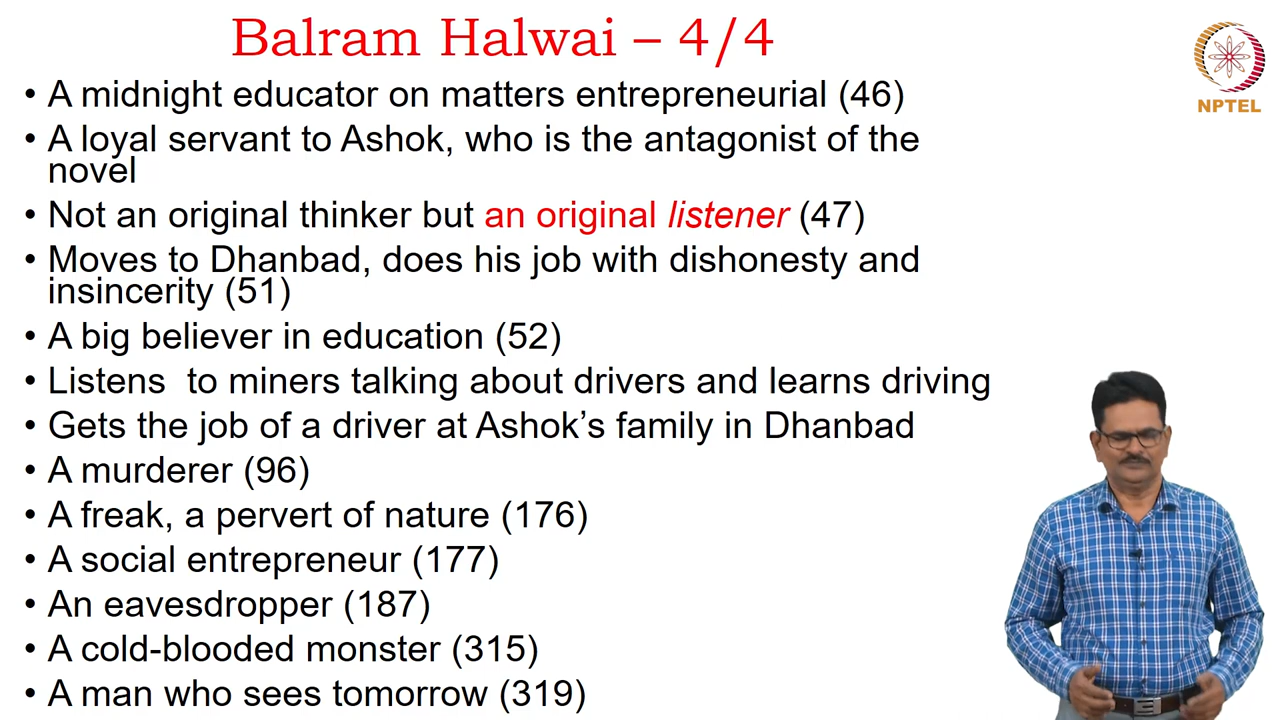 Balram Halwai – 4/4
NPTEL
• A midnight educator on matters entrepreneurial (46)
• A loyal servant to Ashok, who is the antagonist of the
novel
• Not an original thinker but an original listener (47)
• Moves to Dhanbad, does his job with dishonesty and
insincerity (51)
• A big believer in education (52)
• Listens  to miners talking about drivers and learns driving
• Gets the job of a driver at Ashok’s family in Dhanbad
• A murderer (96)
• A freak, a pervert of nature (176)
• A social entrepreneur (177)
• An eavesdropper (187)
• A cold-blooded monster (315)
• A man who sees tomorrow (319)